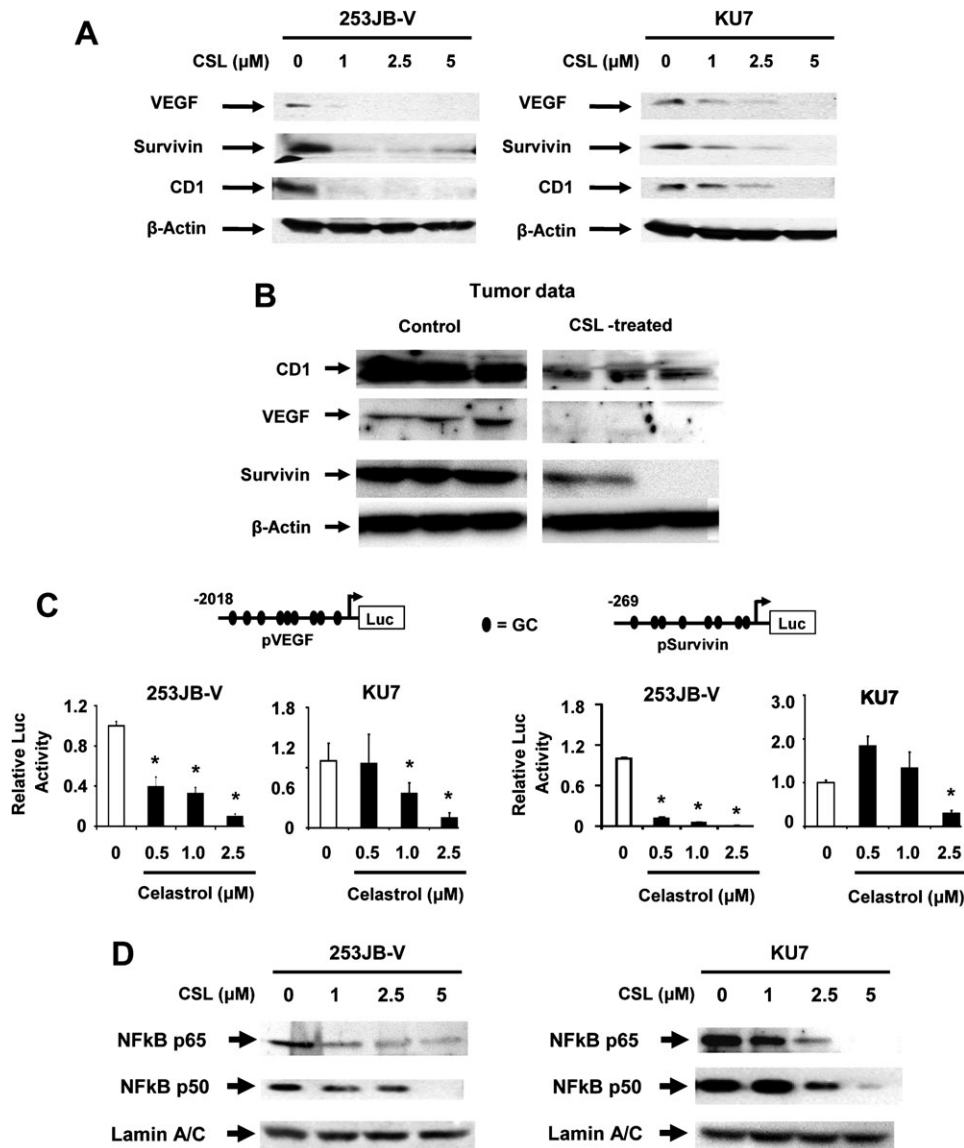 A
253JB-V
KU7
CSL (µM) 0 1 2.5 5
CSL (µM) 0 1 2.5 5
VEGF
VEGF
Survivin
Survivin
CD1
CD1
β-Actin
β-Actin
B
Tumor data
Control
CSL -treated
CD1
VEGF
Survivin
β-Actin
C
-2018
Luc
pVEGF
= GC
-269
Luc
pSurvivin
253JB-V
Relative Luc Activity
1.2
0.8
0.4
0
* * *
0 0.5 1.0 2.5
Celastrol (µM)
KU7
1.8
1.2
0.6
0
* *
0 0.5 1.0 2.5
Celastrol (µM)
253JB-V
Relative Luc Activity
1.8
1.2
0.6
0
* * *
0 0.5 1.0 2.5
Celastrol (µM)
KU7
3.0
2.0
1.0
0.0
*
0 0.5 1.0 2.5
Celastrol (µM)
D
253JB-V
KU7
CSL (µM) 0 1 2.5 5
CSL (µM) 0 1 2.5 5
NFkB p65
NFkB p65
NFkB p50
NFkB p50
Lamin A/C
Lamin A/C